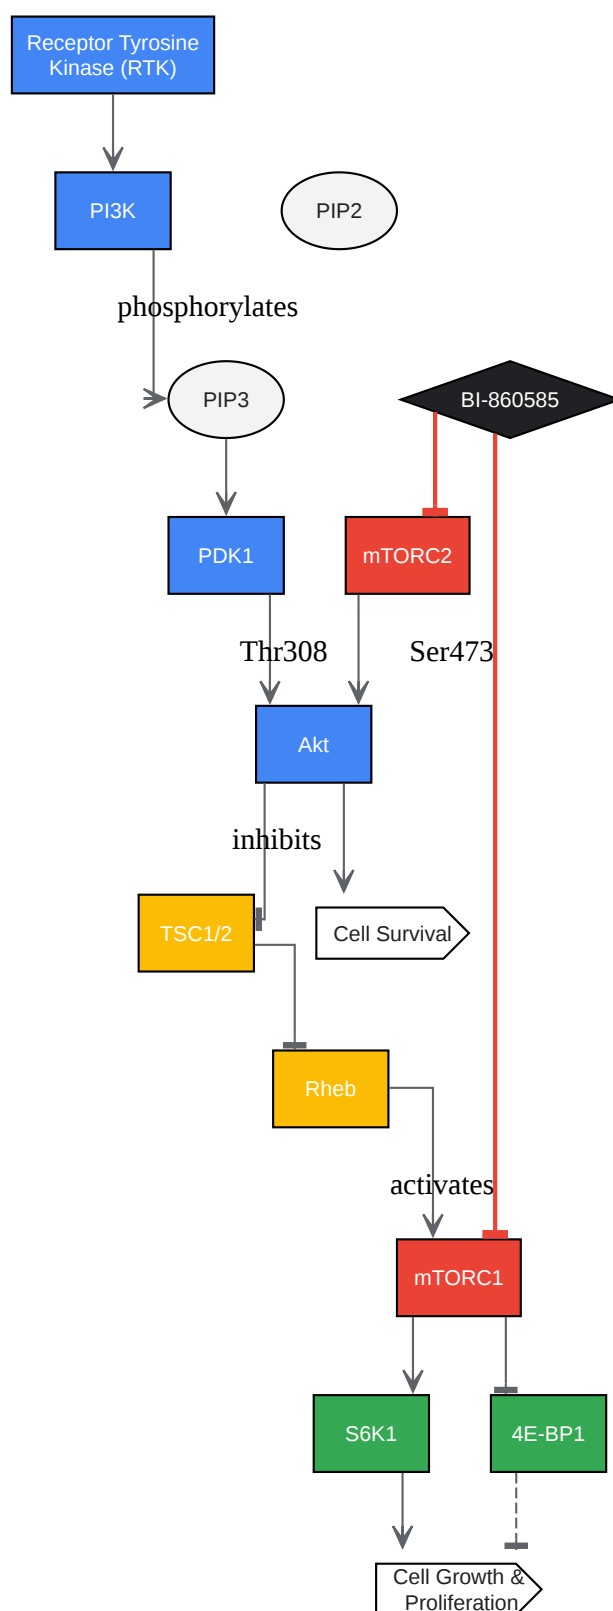 Receptor Tyrosine
Kinase (RTK)
PI3K
PIP2
phosphorylates
PIP3
BI-860585
PDK1
mTORC2
Thr308
Ser473
Akt
inhibits
TSC1/2
Cell Survival
Rheb
activates
mTORC1
S6K1
4E-BP1
Cell Growth &
Proliferation